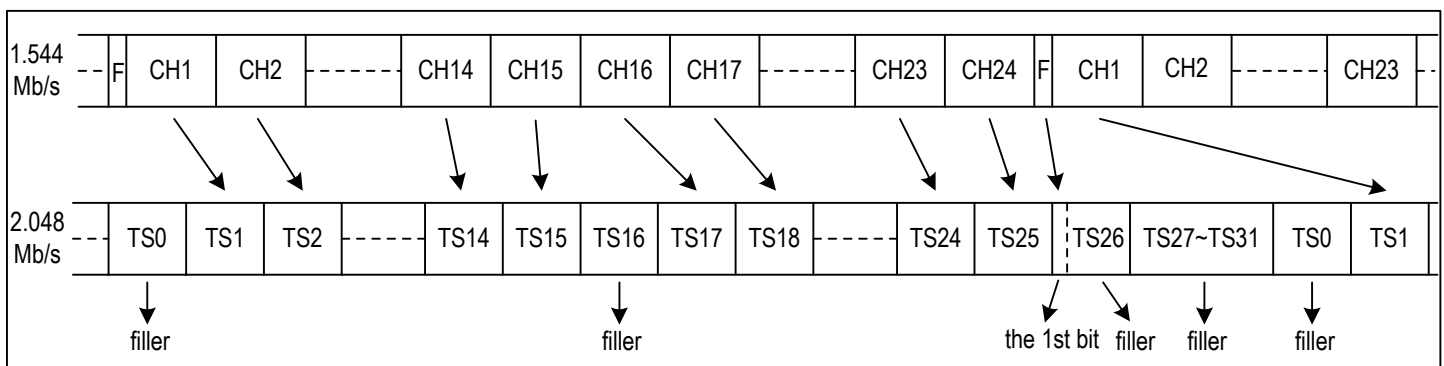 1.544 Mb/s F CH1 CH2 CH14 CH15 CH16 CH17 CH23 CH24 F CH1 CH2 CH23
2.048 Mb/s TS0 TS1 TS2 TS14 TS15 TS16 TS17 TS18 TS24 TS25 TS26 TS27~TS31 TS0 TS1
filler filler the 1st bit filler filler filler